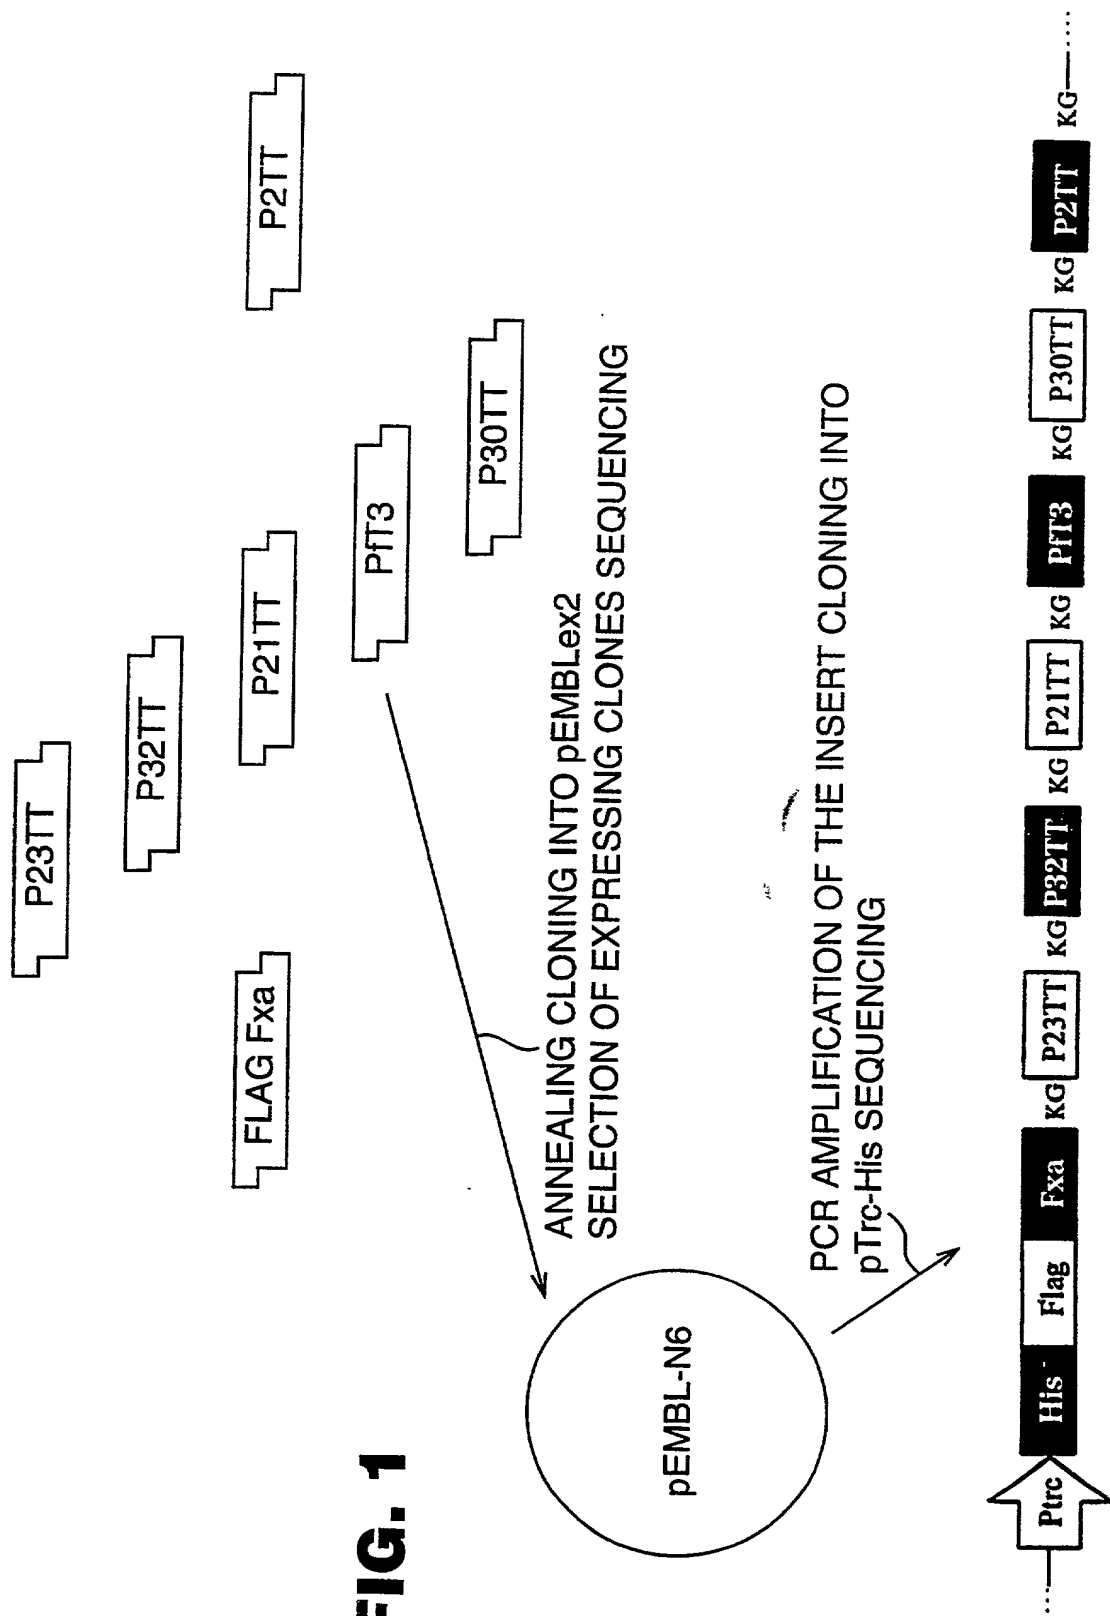 FIG. 1
P23TT
P32TT
FLAG Fxa
P21TT
P2TT
PfT3
P30TT
ANNEALING CLONING INTO pEMBLex2
SELECTION OF EXPRESSING CLONES SEQUENCING
pEMBL-N6
PCR AMPLIFICATION OF THE INSERT CLONING INTO
pTrc-His SEQUENCING
Ptrc His Flag Fxa KG P23TT KG P32TT KG P21TT KG PfT3 KG P30TT KG P2TT KG